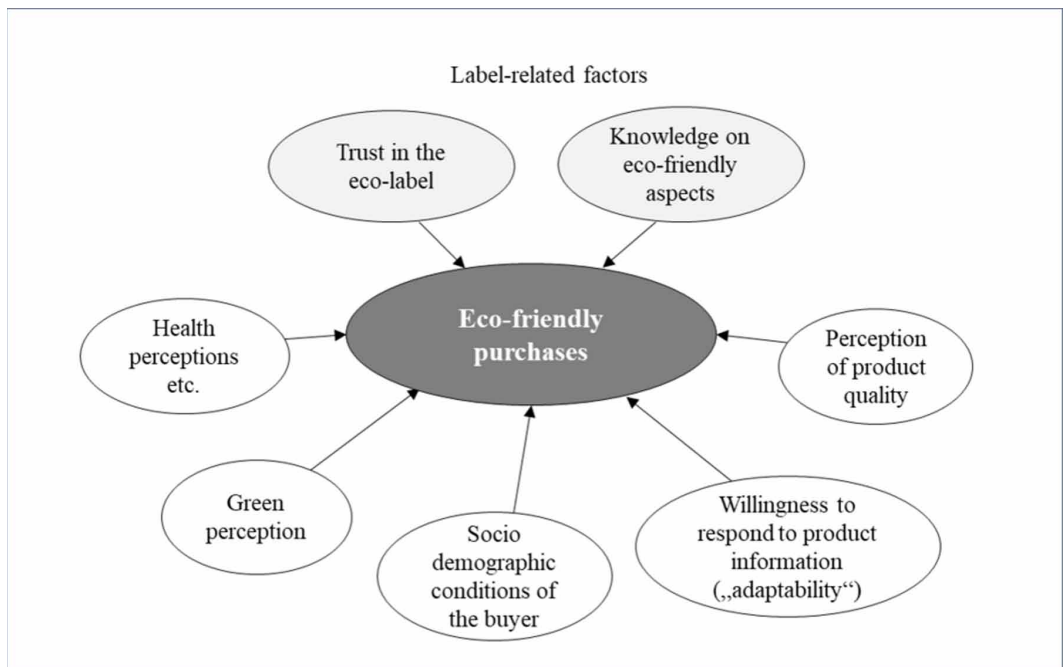 Label-related factors
Trust in the
eco-label
Knowledge on
eco-friendly
aspects
Eco-friendly
purchases
Health
perceptions
etc.
Perception
of product
quality
Green
perception
Socio
demographic
conditions of
the buyer
Willingness to
respond to product
information
(„adaptability“)